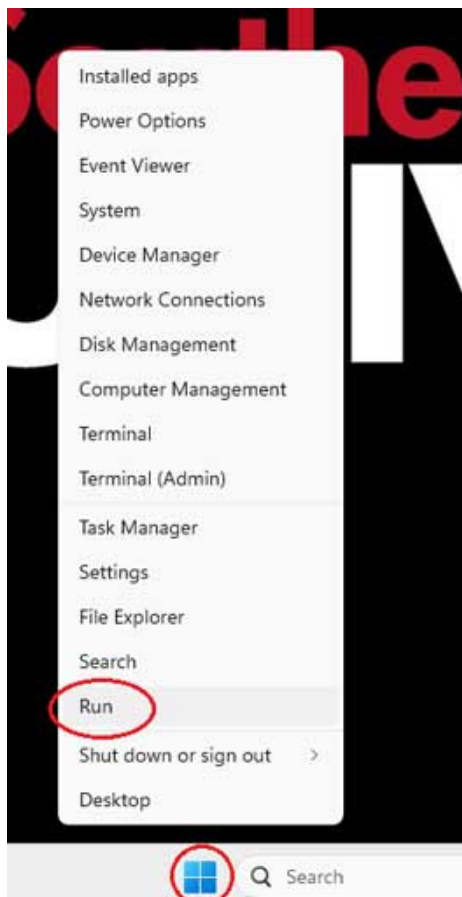 Installed apps
Power Options
Event Viewer
System
Device Manager
Network Connections
Disk Management
Computer Management
Terminal
Terminal (Admin)
Task Manager
Settings
File Explorer
Search
Run
Shut down or sign out
Desktop
Search